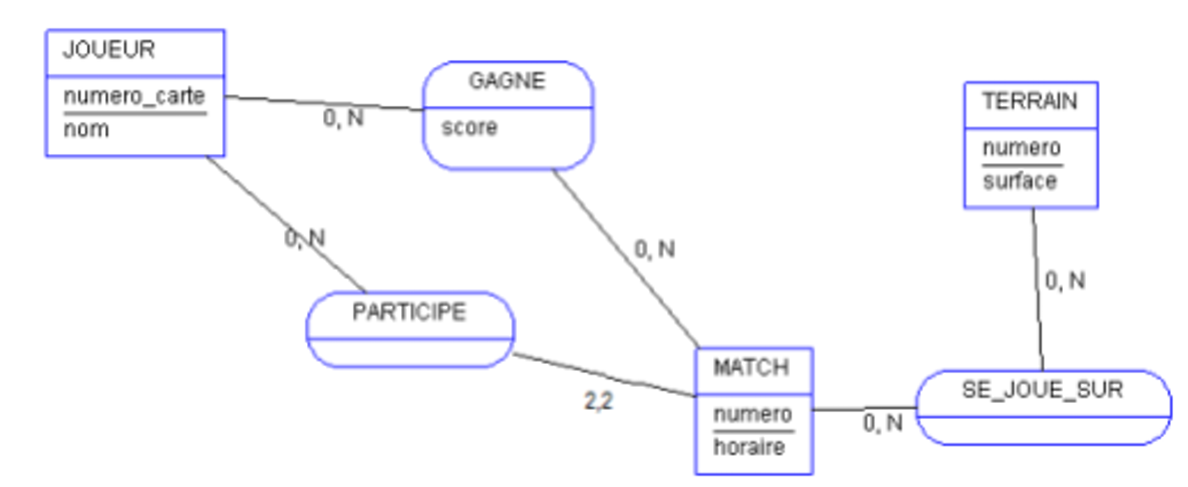 JOUEUR
numero_carte
nom
0, N
GAGNE
score
TERRAIN
numero
surface
0, N
0, N
0, N
PARTICIPE
2,2
MATCH
numero
horaire
0, N
SE_JOUE_SUR